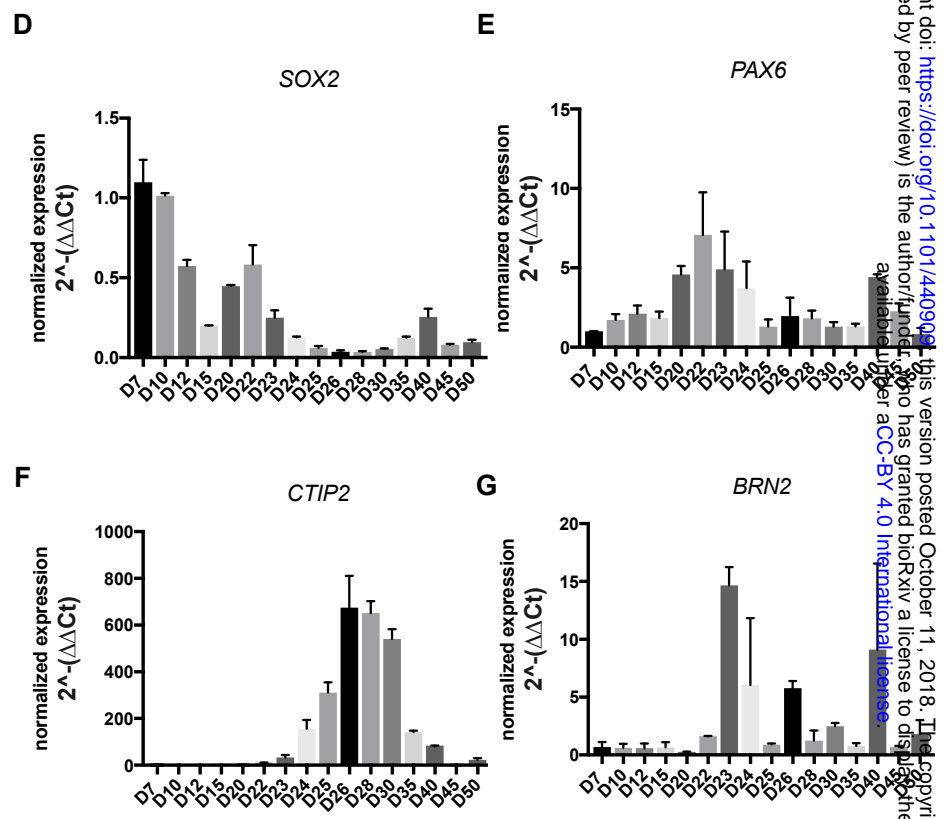 D
SOX2
normalized expression
2^-(ΔΔCt)
1.5
1.0
0.5
0.0
D7
D10
D12
D15
D20
D22
D23
D24
D25
D26
D28
D30
D35
D40
D45
D50
E
PAX6
normalized expression
2^-(ΔΔCt)
15
10
5
0
D7
D10
D12
D15
D20
D22
D23
D24
D25
D26
D28
D30
D35
D40
D45
D50
F
CTIP2
normalized expression
2^-(ΔΔCt)
1000
800
600
400
200
0
D7
D10
D12
D15
D20
D22
D23
D24
D25
D26
D28
D30
D35
D40
D45
D50
G
BRN2
normalized expression
2^-(ΔΔCt)
20
15
10
5
0
D7
D10
D12
D15
D20
D22
D23
D24
D25
D26
D28
D30
D35
D40
D45
D50
nt doi: https://doi.org/10.1101/440909; this version posted October 11, 2018. The copyri
ed by peer review) is the author/funder, who has granted bioRxiv a license to display the
available under aCC-BY 4.0 International license.